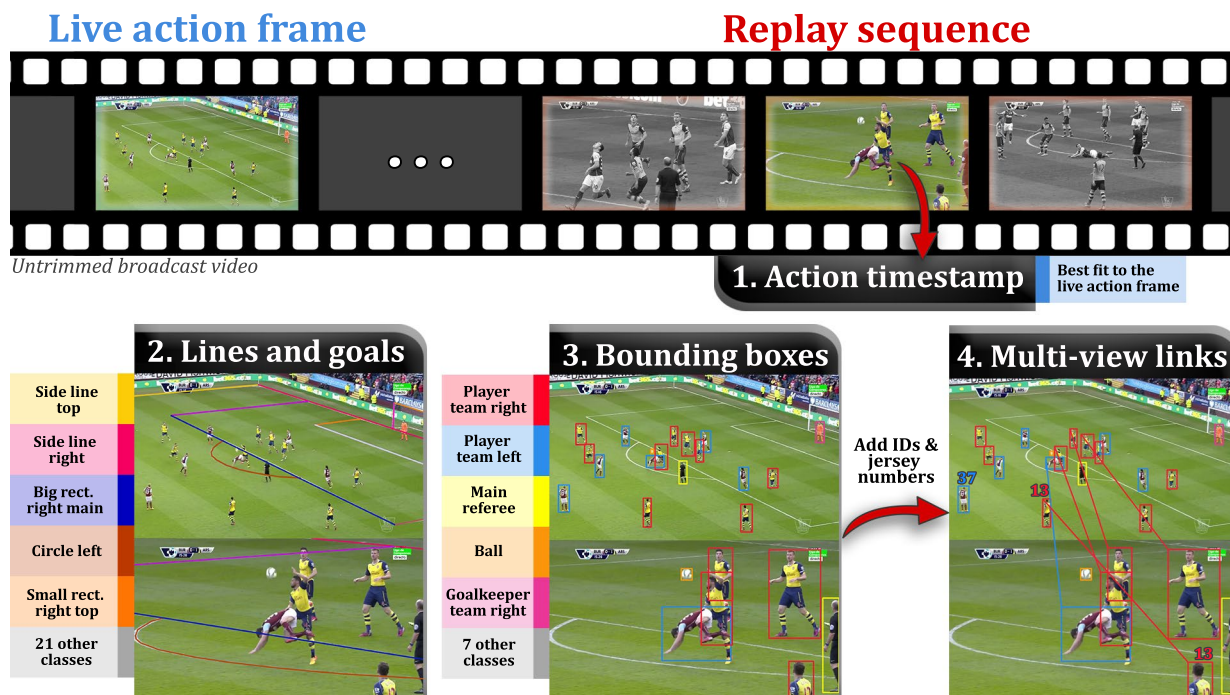 Live action frame
Replay sequence
Untrimmed broadcast video
1. Action timestamp
Best fit to the
live action frame
2. Lines and goals
Side line
top
Side line
right
Big rect.
right main
Circle left
Small rect.
right top
21 other
classes
3. Bounding boxes
Player
team right
Player
team left
Main
referee
Ball
Goalkeeper
team right
7 other
classes
Add IDs &
jersey
numbers
4. Multi-view links
37
13
13